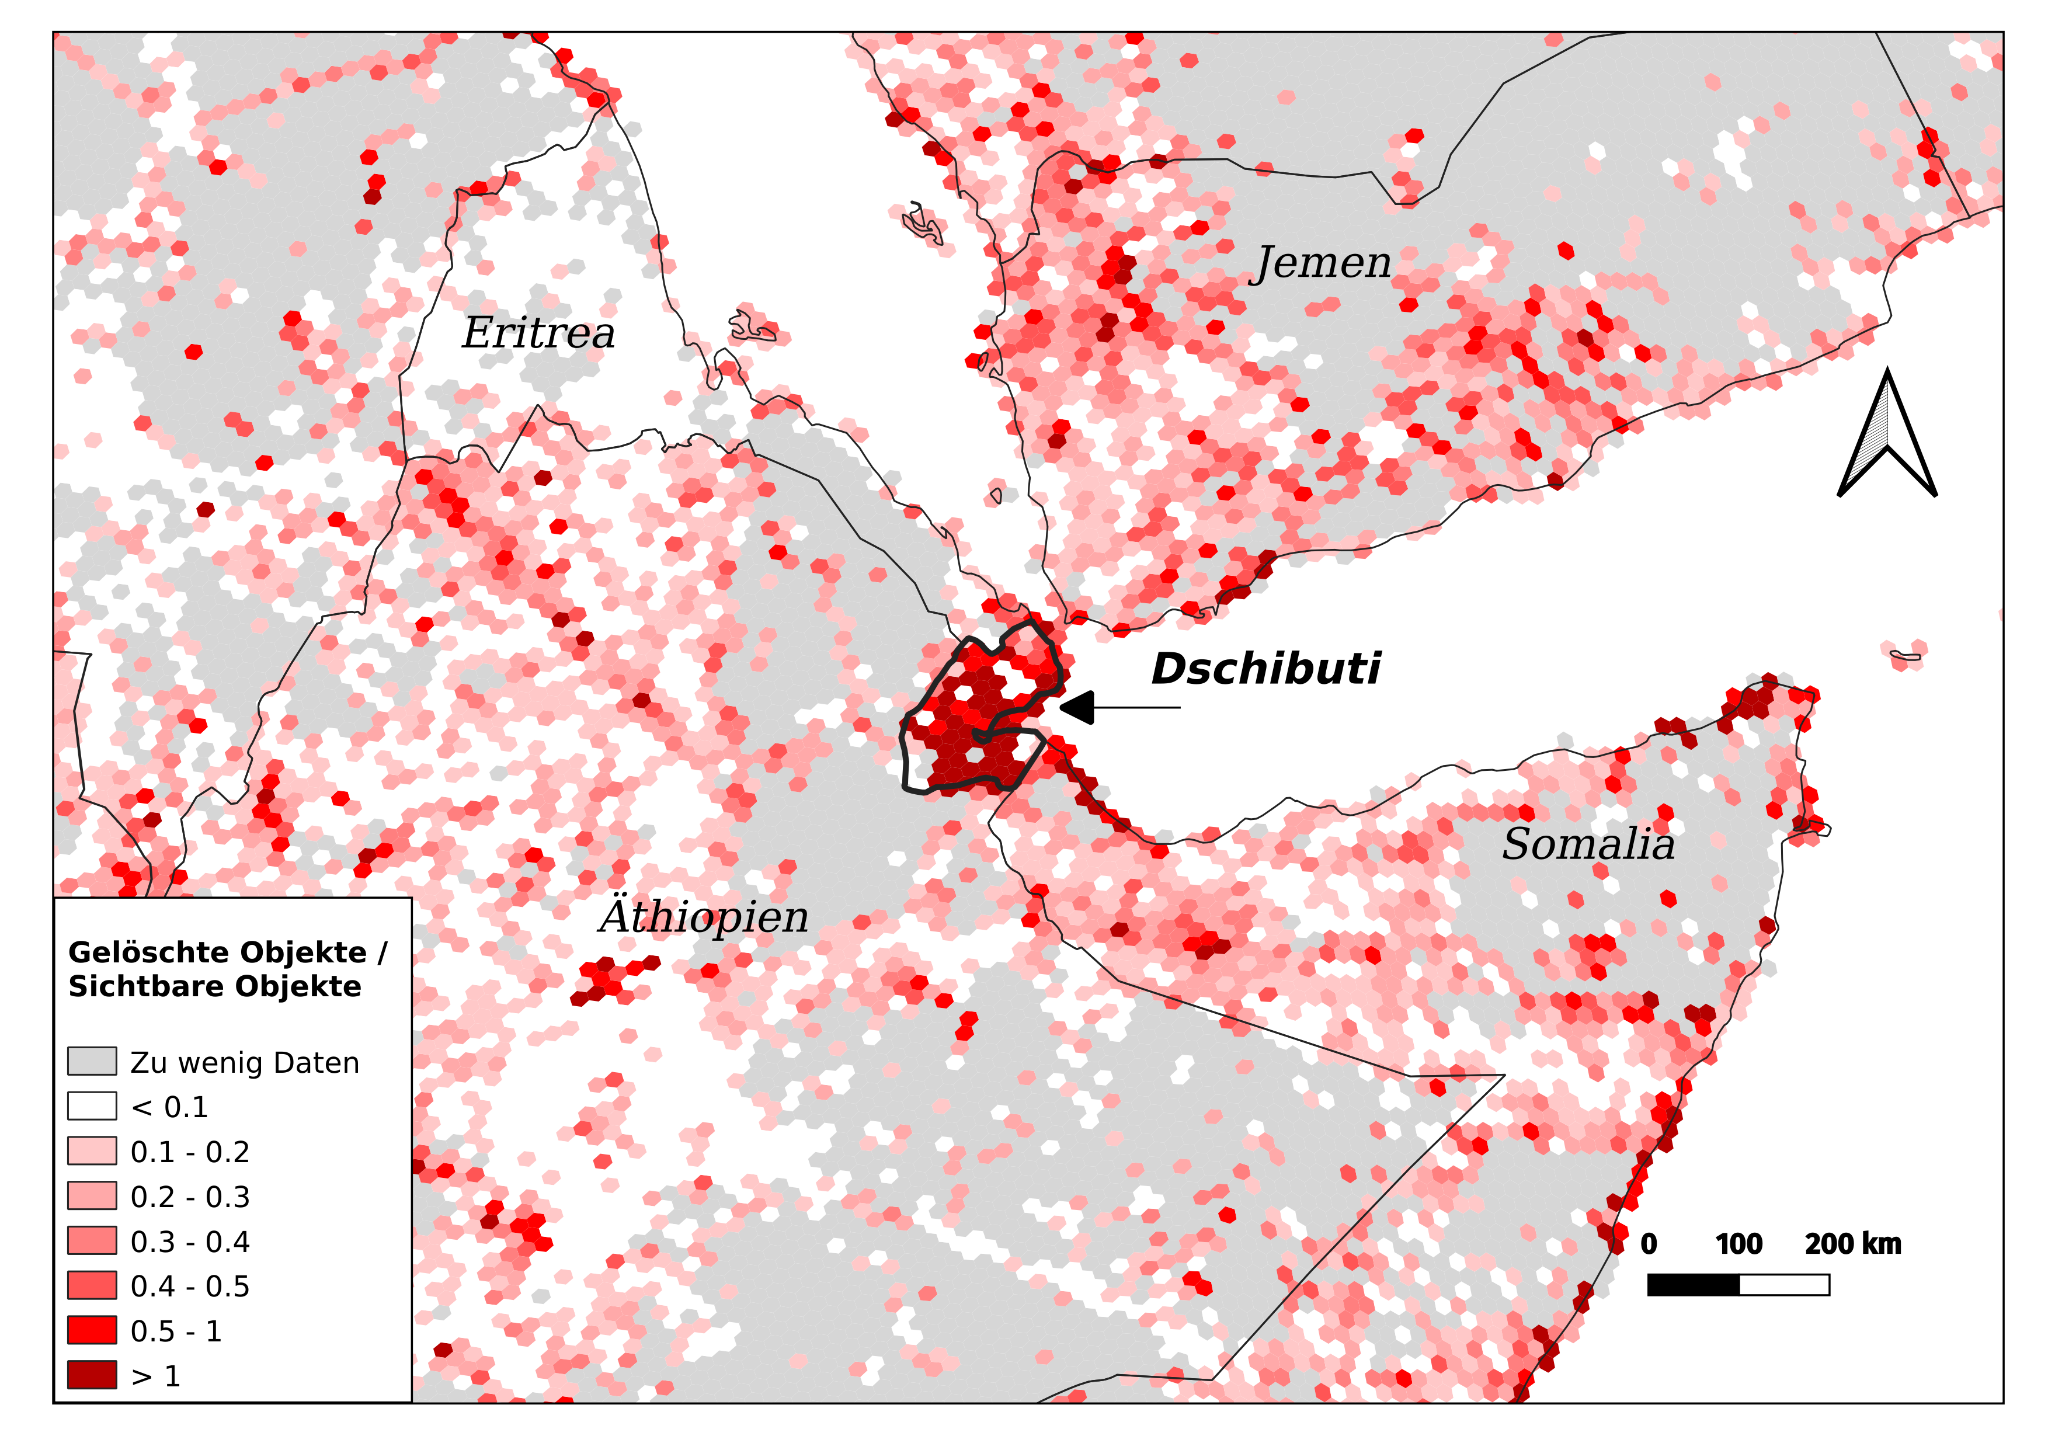 Jemen
Eritrea
Dschibuti
Somalia
Äthiopien
Gelöschte Objekte /
Sichtbare Objekte
Zu wenig Daten
< 0.1
0.1 - 0.2
0.2 - 0.3
0.3 - 0.4
0.4 - 0.5
0.5 - 1
> 1
0 100 200 km